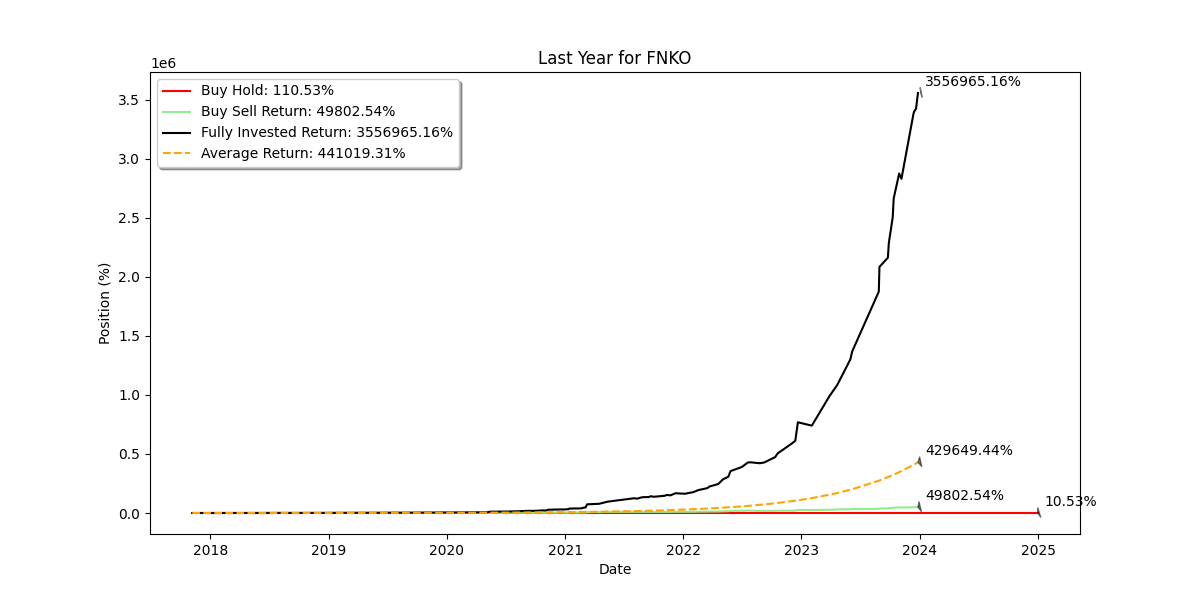 Last Year for FNKO
1e6
3556965.16%
Buy Hold: 110.53%
Buy Sell Return: 49802.54%
Fully Invested Return: 3556965.16%
Average Return: 441019.31%
3.5
3.0
2.5
2.0
1.5
1.0
0.5
0.0
Position (%)
429649.44%
49802.54%
10.53%
2018 2019 2020 2021 2022 2023 2024 2025
Date